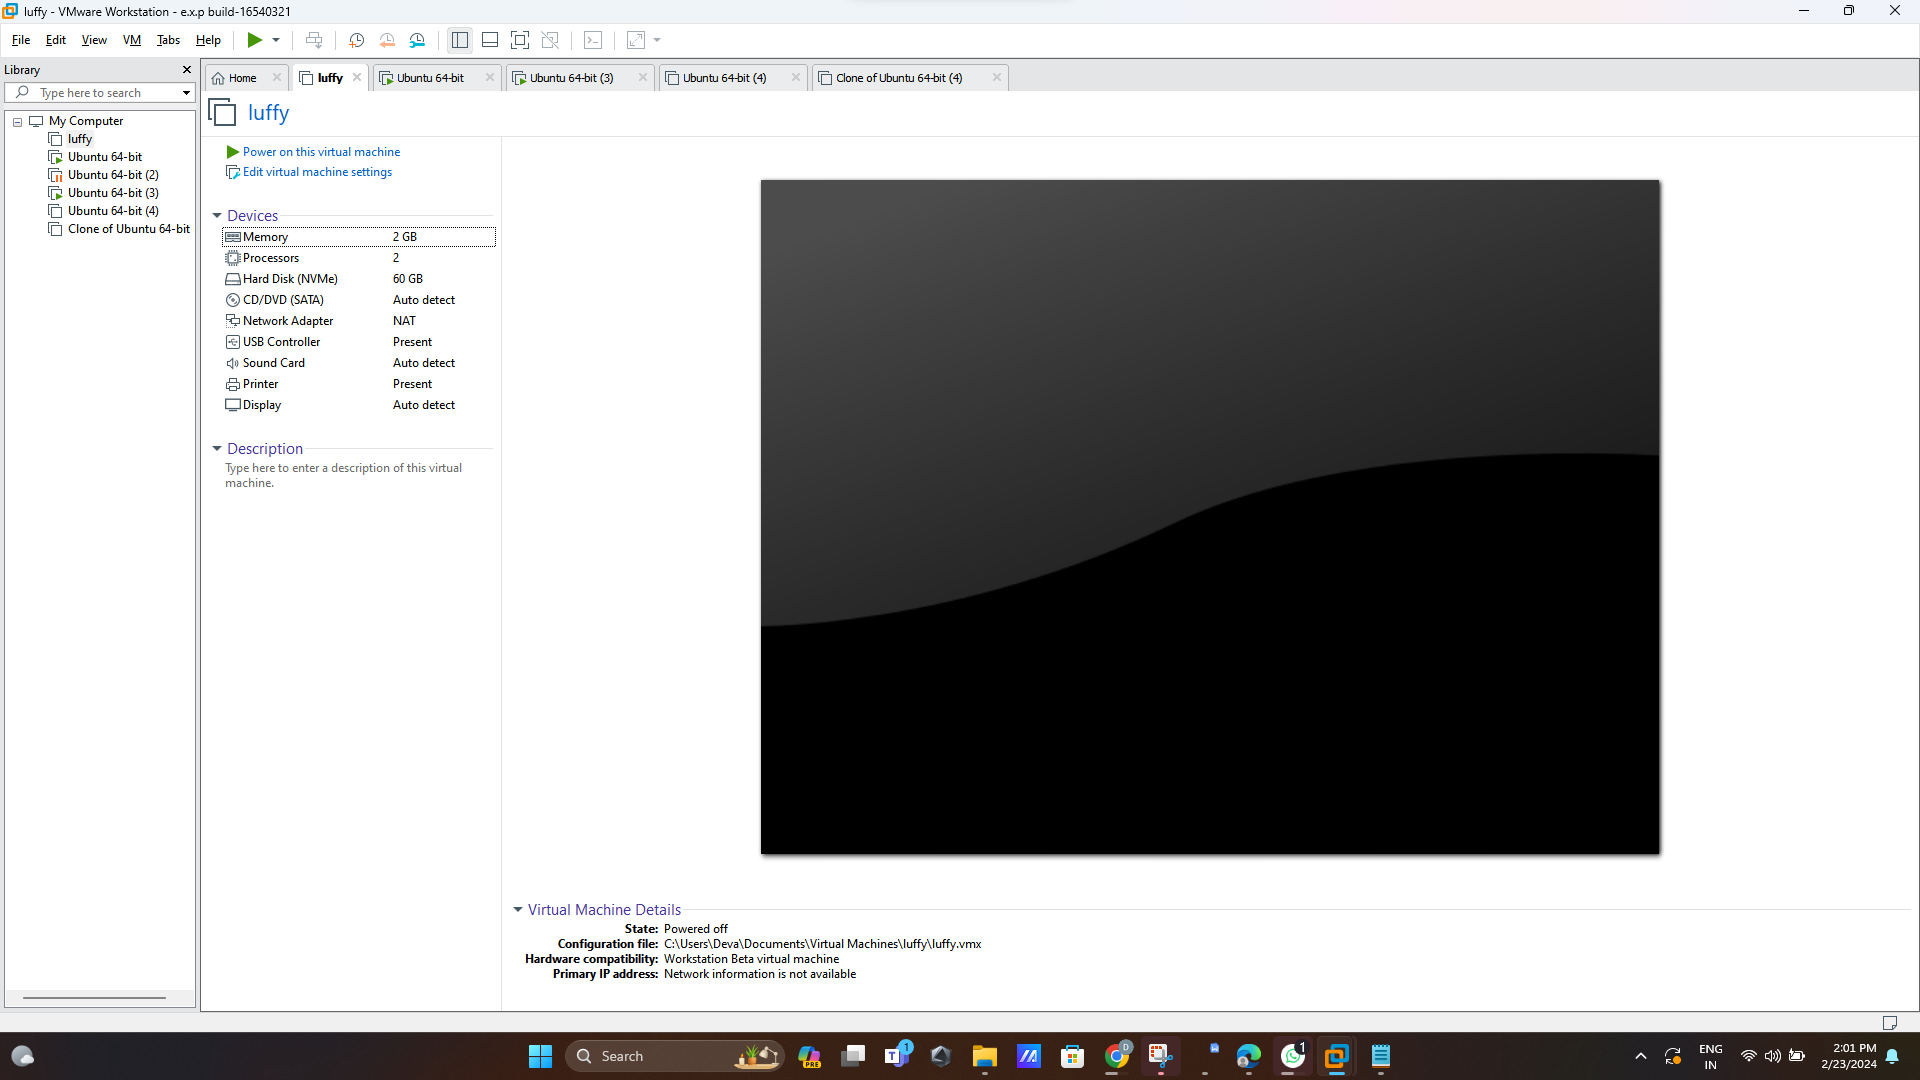 luffy - VMware Workstation - e.x.p build-16540321
File Edit View VM Tabs Help
Library
Type here to search
My Computer
luffy
Ubuntu 64-bit
Ubuntu 64-bit (2)
Ubuntu 64-bit (3)
Ubuntu 64-bit (4)
Clone of Ubuntu 64-bit
Home luffy Ubuntu 64-bit Ubuntu 64-bit (3) Ubuntu 64-bit (4) Clone of Ubuntu 64-bit (4)
luffy
Power on this virtual machine
Edit virtual machine settings
Devices
Memory 2 GB
Processors 2
Hard Disk (NVMe) 60 GB
CD/DVD (SATA) Auto detect
Network Adapter NAT
USB Controller Present
Sound Card Auto detect
Printer Present
Display Auto detect
Description
Type here to enter a description of this virtual
machine.
Virtual Machine Details
State: Powered off
Configuration file: C:\Users\Deva\Documents\Virtual Machines\luffy\luffy.vmx
Hardware compatibility: Workstation Beta virtual machine
Primary IP address: Network information is not available
Search
PRE
T
1
D
1
ENG
IN
2:01 PM
2/23/2024